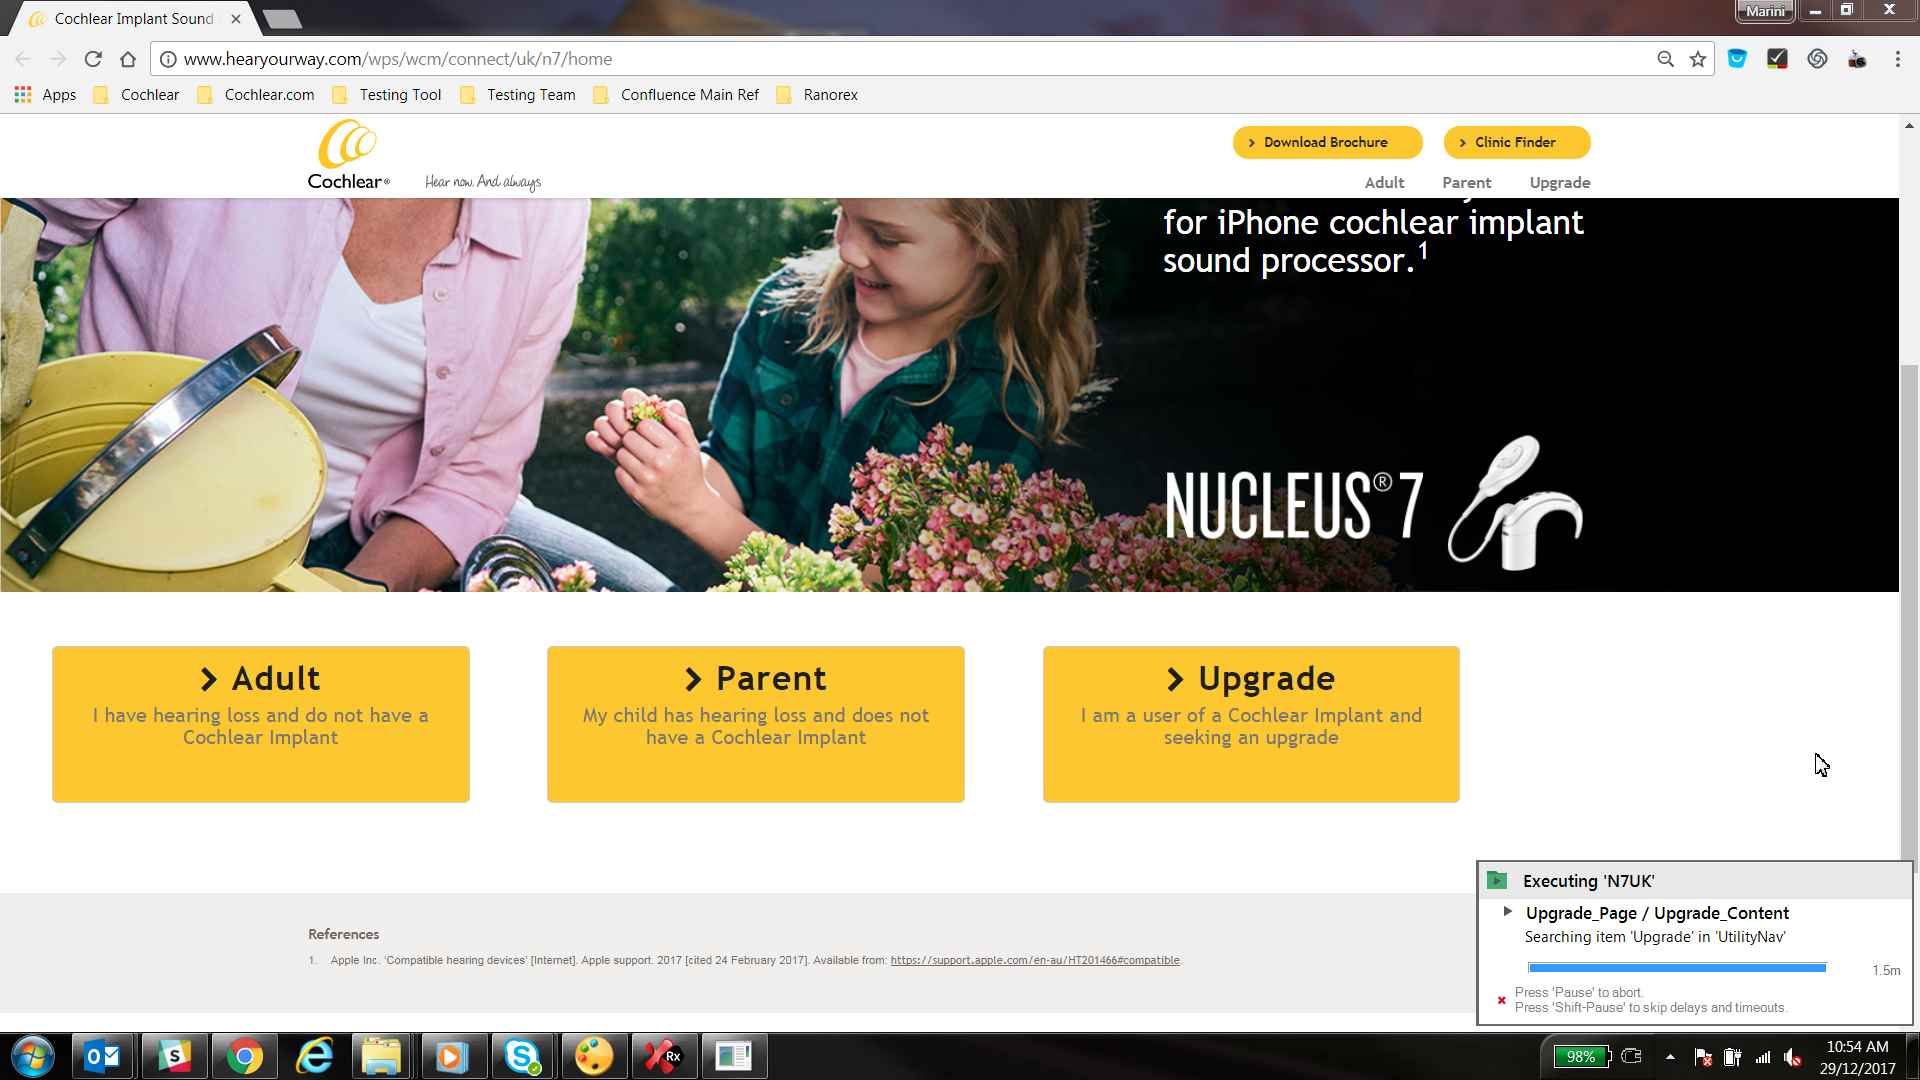 Cochlear Implant Sound
Marini
www.hearyourway.com/wps/wcm/connect/uk/n7/home
Apps
Cochlear
Cochlear.com
Testing Tool
Testing Team
Confluence Main Ref
Ranorex
Cochlear®
Hear now. And always
Download Brochure
Clinic Finder
Adult
Parent
Upgrade
for iPhone cochlear implant
sound processor.1
NUCLEUS® 7
Adult
I have hearing loss and do not have a
Cochlear Implant
Parent
My child has hearing loss and does not
have a Cochlear Implant
Upgrade
I am a user of a Cochlear Implant and
seeking an upgrade
References
1. Apple Inc. 'Compatible hearing devices' [Internet]. Apple support. 2017 [cited 24 February 2017]. Available from: https://support.apple.com/en-au/HT201466#compatible.
Executing 'N7UK'
Upgrade_Page / Upgrade_Content
Searching item 'Upgrade' in 'UtilityNav'
1.5m
Press 'Pause' to abort.
Press 'Shift-Pause' to skip delays and timeouts.
Rx
98%
10:54 AM
29/12/2017